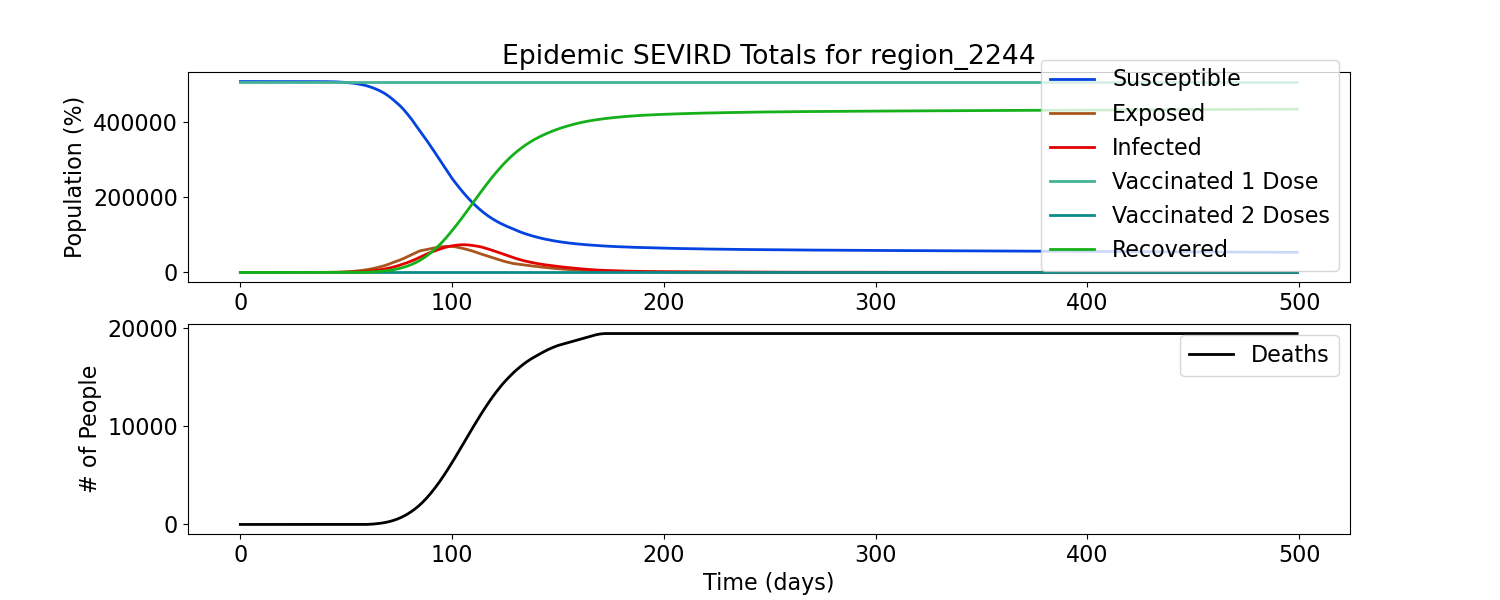 Epidemic SEVIRD Totals for region_2244
Population (%)
400000
200000
0
Susceptible
Exposed
Infected
Vaccinated 1 Dose
Vaccinated 2 Doses
Recovered
0 100 200 300 400 500
# of People
20000
10000
0
Deaths
0 100 200 300 400 500
Time (days)